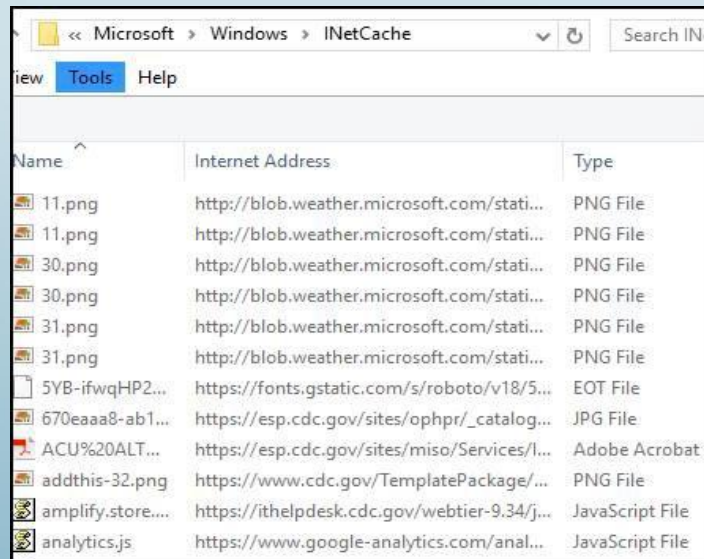 « Microsoft › Windows › INetCache Search IN
iew Tools Help
Name Internet Address Type
11.png http://blob.weather.microsoft.com/stati... PNG File
11.png http://blob.weather.microsoft.com/stati... PNG File
30.png http://blob.weather.microsoft.com/stati... PNG File
30.png http://blob.weather.microsoft.com/stati... PNG File
31.png http://blob.weather.microsoft.com/stati... PNG File
31.png http://blob.weather.microsoft.com/stati... PNG File
5YB-ifwqHP2... https://fonts.gstatic.com/s/roboto/v18/5... EOT File
670eaaa8-ab1... https://esp.cdc.gov/sites/ophpr/_catalog... JPG File
ACU%20ALT... https://esp.cdc.gov/sites/miso/Services/I... Adobe Acrobat
addthis-32.png https://www.cdc.gov/TemplatePackage/... PNG File
amplify.store.... https://ithelpdesk.cdc.gov/webtier-9.34/j... JavaScript File
analytics.js https://www.google-analytics.com/anal... JavaScript File